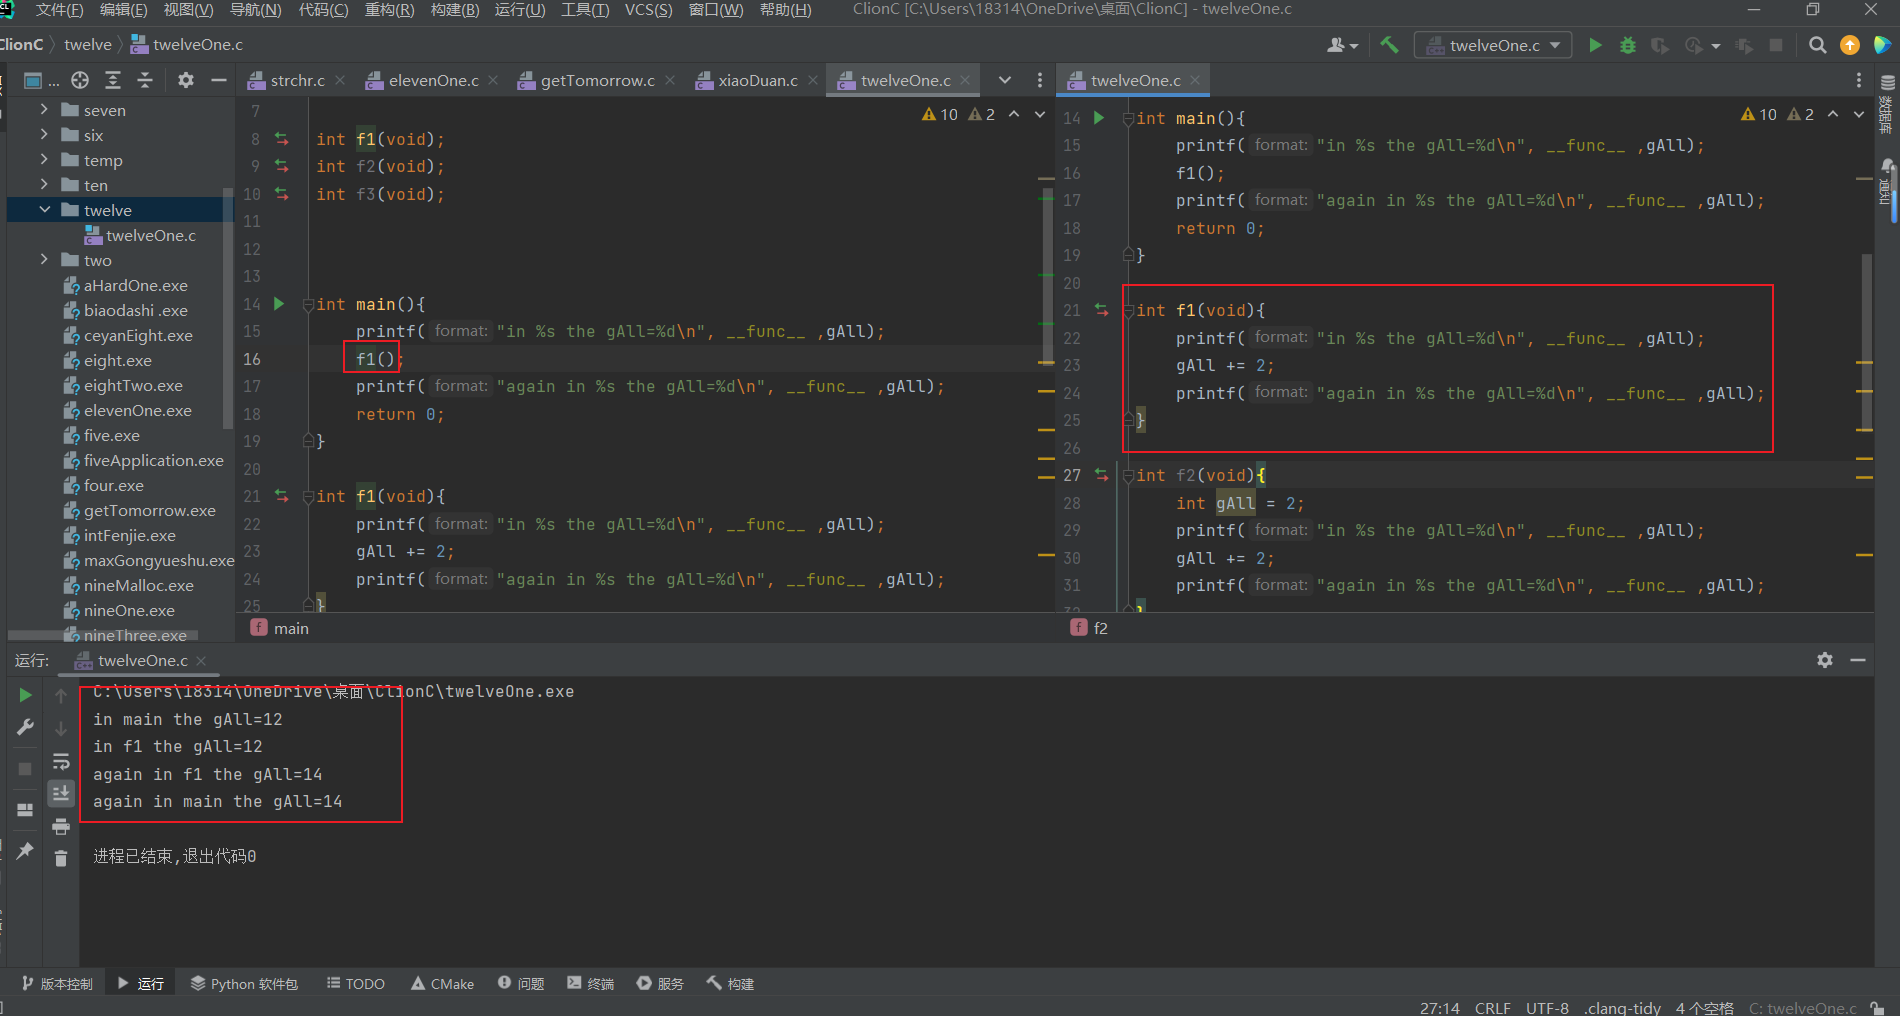 文件(F) 编辑(E) 视图(V) 导航(N) 代码(C) 重构(R) 构建(B) 运行(U) 工具(T) VCS(S) 窗口(W) 帮助(H) ClionC [C:\Users\18314\OneDrive\桌面\ClionC] - twelveOne.c
ClionC twelve twelveOne.c
twelveOne.c
...
strchr.c elevenOne.c getTomorrow.c xiaoDuan.c twelveOne.c
twelveOne.c
seven
six
temp
ten
twelve
twelveOne.c
two
aHardOne.exe
biaodashi .exe
ceyanEight.exe
eight.exe
eightTwo.exe
elevenOne.exe
five.exe
fiveApplication.exe
four.exe
getTomorrow.exe
intFenjie.exe
maxGongyueshu.exe
nineMalloc.exe
nineOne.exe
nineThree.exe
10 2
7
8 int f1(void);
9 int f2(void);
10 int f3(void);
11
12
13
14 int main(){
15 printf( format: "in %s the gAll=%d\n", __func__ ,gAll);
16 f1();
17 printf( format: "again in %s the gAll=%d\n", __func__ ,gAll);
18 return 0;
19 }
20
21 int f1(void){
22 printf( format: "in %s the gAll=%d\n", __func__ ,gAll);
23 gAll += 2;
24 printf( format: "again in %s the gAll=%d\n", __func__ ,gAll);
25 }
main
10 2
14 int main(){
15 printf( format: "in %s the gAll=%d\n", __func__ ,gAll);
16 f1();
17 printf( format: "again in %s the gAll=%d\n", __func__ ,gAll);
18 return 0;
19 }
20
21 int f1(void){
22 printf( format: "in %s the gAll=%d\n", __func__ ,gAll);
23 gAll += 2;
24 printf( format: "again in %s the gAll=%d\n", __func__ ,gAll);
25 }
26
27 int f2(void){
28 int gAll = 2;
29 printf( format: "in %s the gAll=%d\n", __func__ ,gAll);
30 gAll += 2;
31 printf( format: "again in %s the gAll=%d\n", __func__ ,gAll);
32 }
f2
数据库
通知
运行: twelveOne.c
C:\Users\18314\OneDrive\桌面\ClionC\twelveOne.exe
in main the gAll=12
in f1 the gAll=12
again in f1 the gAll=14
again in main the gAll=14
进程已结束,退出代码0
版本控制 运行 Python 软件包 TODO CMake 问题 终端 服务 构建
27:14 CRLF UTF-8 .clang-tidy 4 个空格 C: twelveOne.c